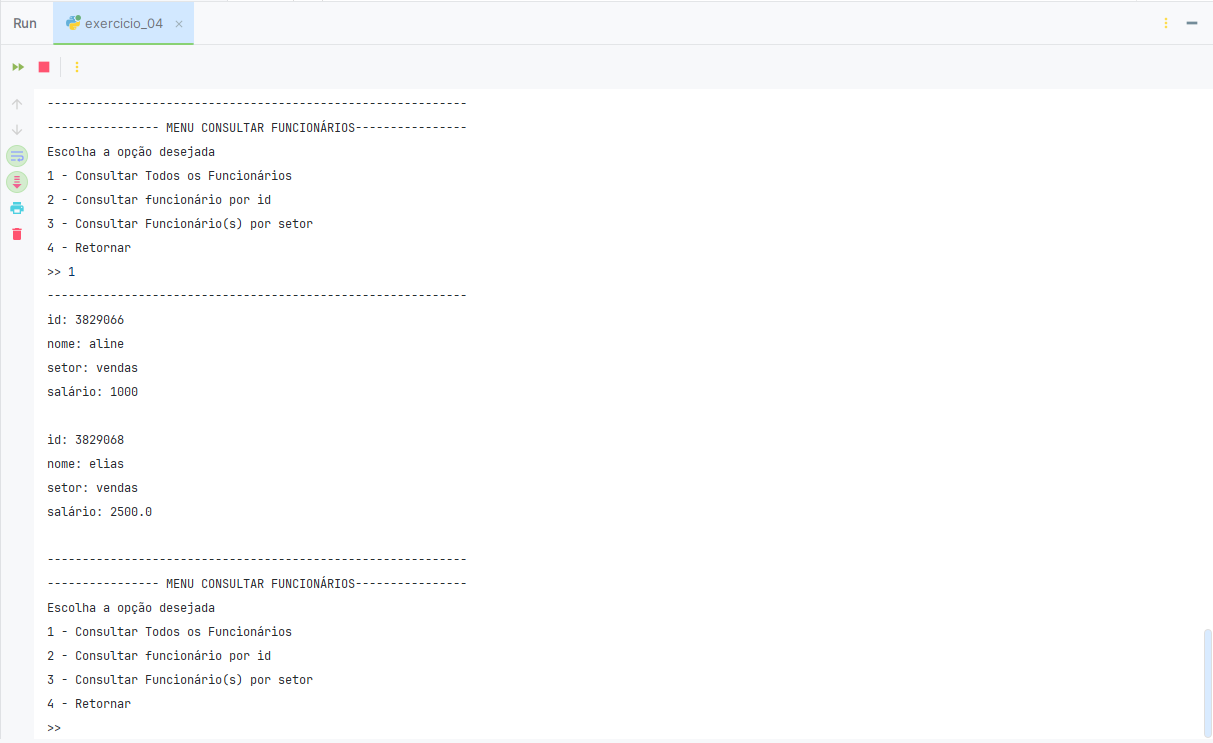 Run exercicio_04
------------------------------------------------------------
---------------- MENU CONSULTAR FUNCIONÁRIOS----------------
Escolha a opção desejada
1 - Consultar Todos os Funcionários
2 - Consultar funcionário por id
3 - Consultar Funcionário(s) por setor
4 - Retornar
>> 1
------------------------------------------------------------
id: 3829066
nome: aline
setor: vendas
salário: 1000
id: 3829068
nome: elias
setor: vendas
salário: 2500.0
------------------------------------------------------------
---------------- MENU CONSULTAR FUNCIONÁRIOS----------------
Escolha a opção desejada
1 - Consultar Todos os Funcionários
2 - Consultar funcionário por id
3 - Consultar Funcionário(s) por setor
4 - Retornar
>>